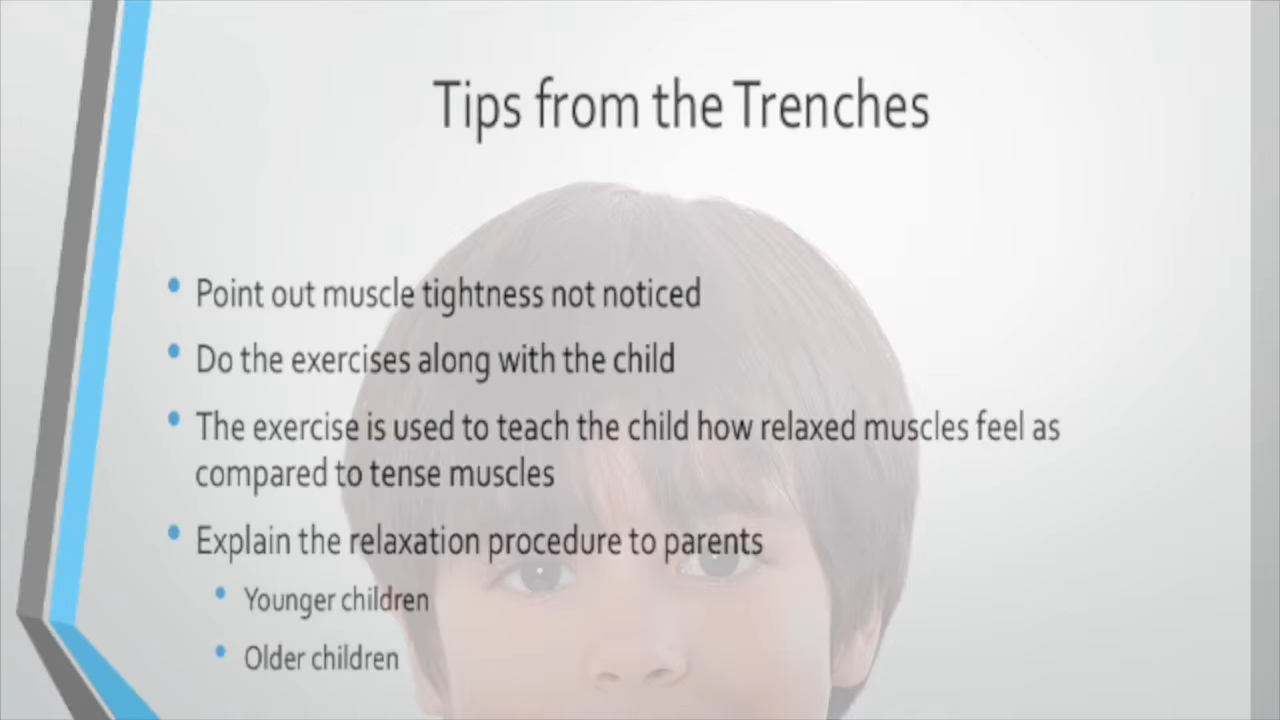 Tips from the Trenches
• Point out muscle tightness not noticed
• Do the exercises along with the child
• The exercise is used to teach the child how relaxed muscles feel as
compared to tense muscles
• Explain the relaxation procedure to parents
• Younger children
• Older children